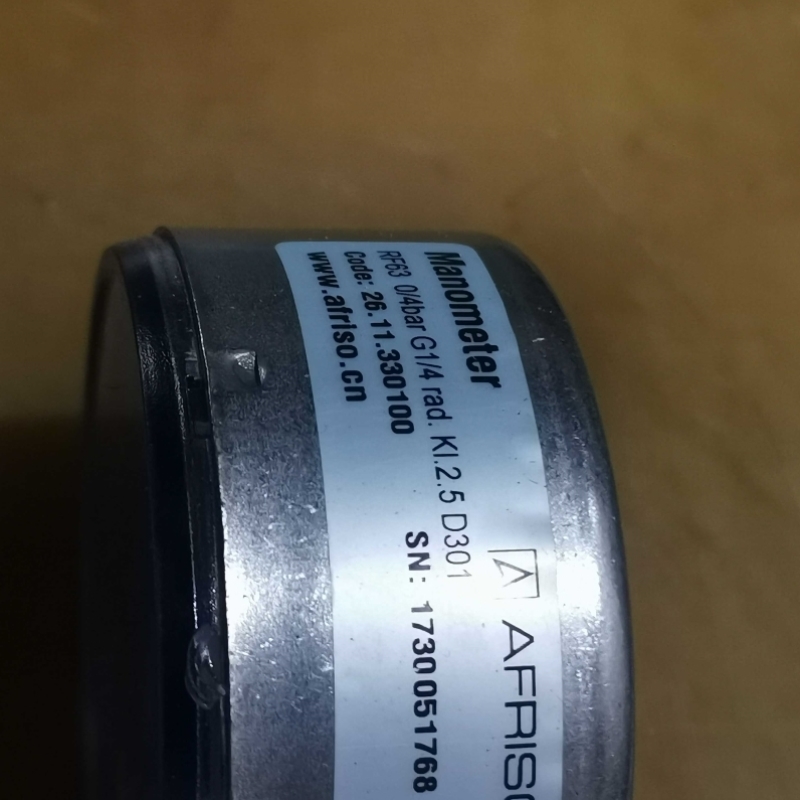 Manometer
RF63 0/4bar G1/4 rad. Kl.2.5 D301
Code: 26.11.330100
www.afriso.cn
AFRISO
SN: 1730051768